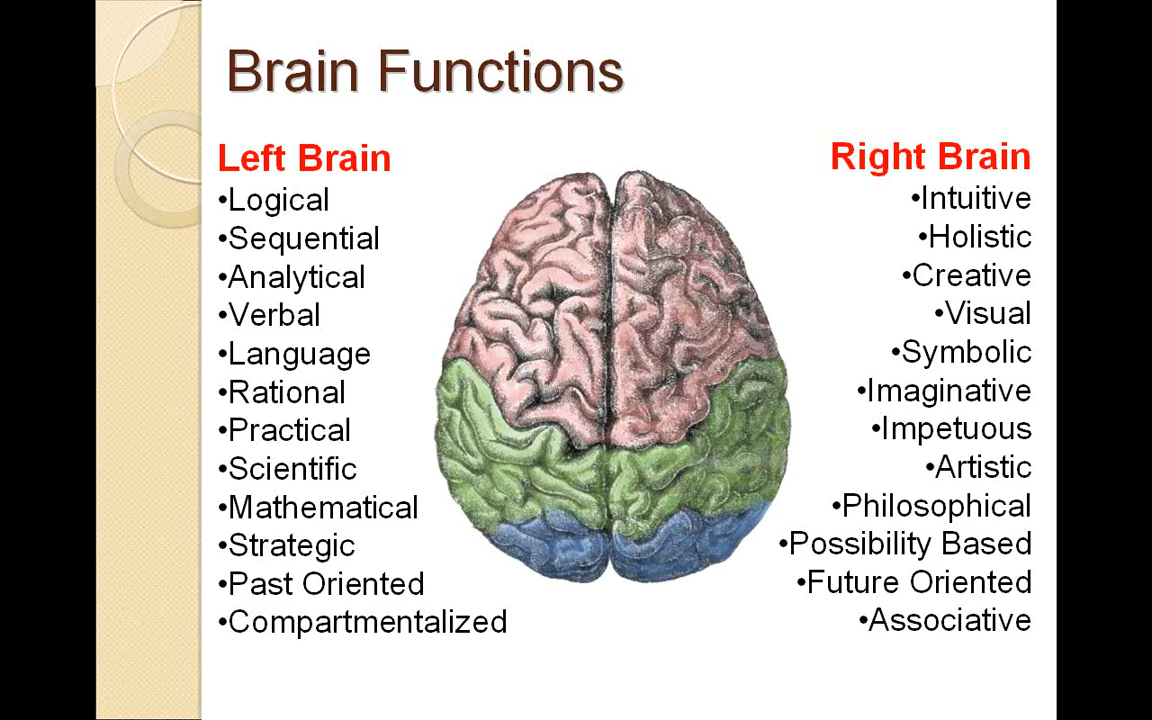 Brain Functions
Left Brain
•Logical
•Sequential
•Analytical
•Verbal
•Language
•Rational
•Practical
•Scientific
•Mathematical
•Strategic
•Past Oriented
•Compartmentalized
Right Brain
•Intuitive
•Holistic
•Creative
•Visual
•Symbolic
•Imaginative
•Impetuous
•Artistic
•Philosophical
•Possibility Based
•Future Oriented
•Associative